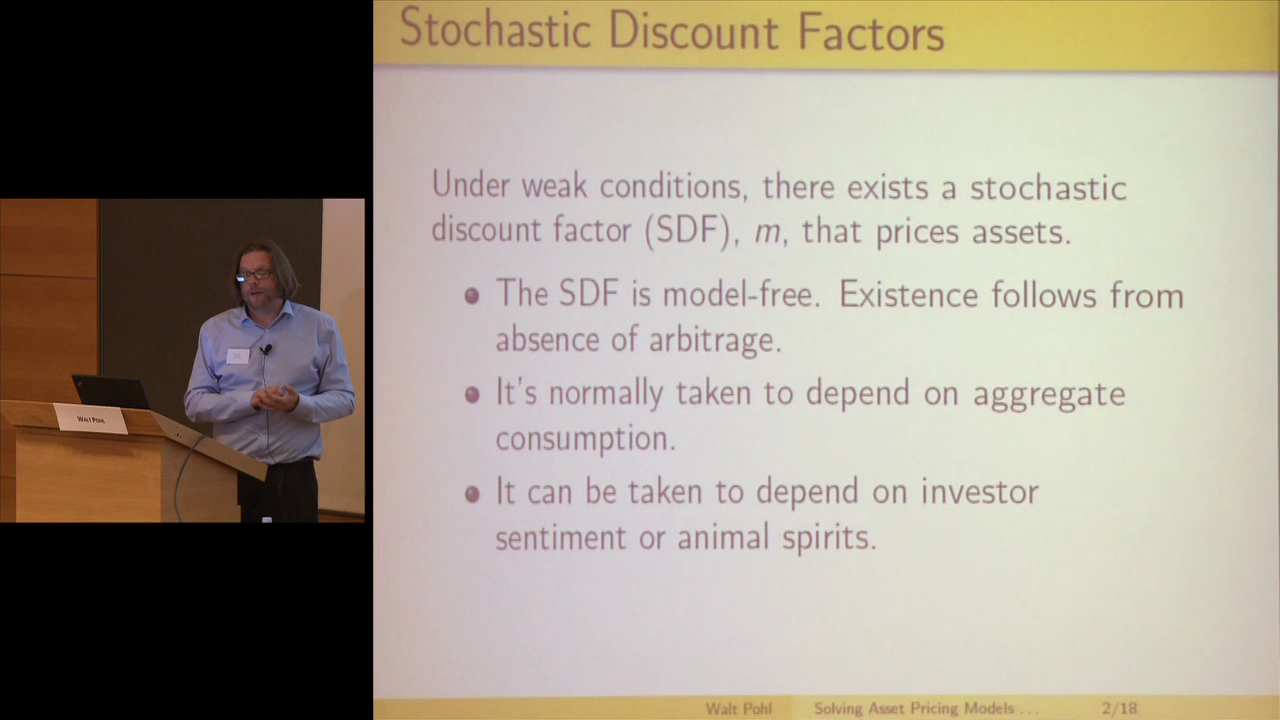 Stochastic Discount Factors
Under weak conditions, there exists a stochastic
discount factor (SDF), m, that prices assets.
The SDF is model-free. Existence follows from
absence of arbitrage.
It's normally taken to depend on aggregate
consumption.
It can be taken to depend on investor
sentiment or animal spirits.
WALT POHL
Walt Pohl Solving Asset Pricing Models ... 2/18